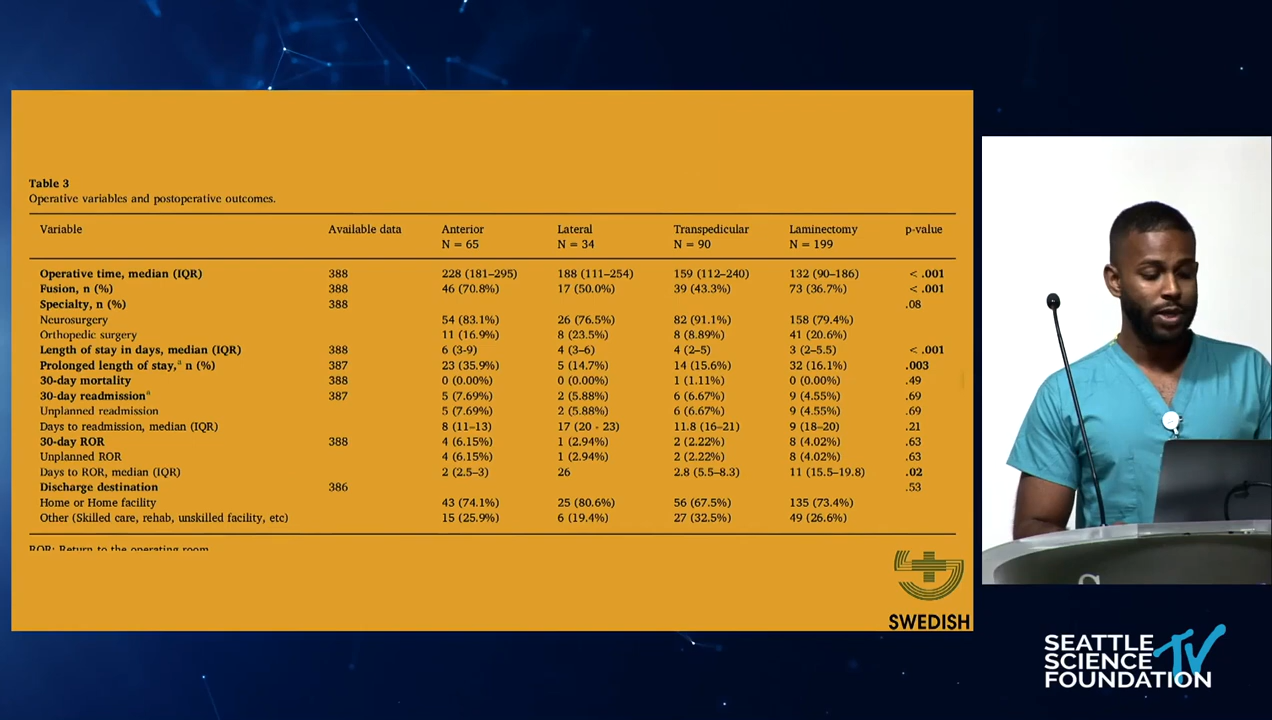 Table 3
Operative variables and postoperative outcomes.
Variable Available data Anterior Lateral Transpedicular Laminectomy p-value
N = 65 N = 34 N = 90 N = 199
Operative time, median (IQR) 388 228 (181–295) 188 (111–254) 159 (112–240) 132 (90–186) < .001
Fusion, n (%) 388 46 (70.8%) 17 (50.0%) 39 (43.3%) 73 (36.7%) < .001
Specialty, n (%) 388 .08
Neurosurgery 54 (83.1%) 26 (76.5%) 82 (91.1%) 158 (79.4%)
Orthopedic surgery 11 (16.9%) 8 (23.5%) 8 (8.89%) 41 (20.6%)
Length of stay in days, median (IQR) 388 6 (3-9) 4 (3–6) 4 (2–5) 3 (2–5.5) < .001
Prolonged length of stay,ᵃ n (%) 387 23 (35.9%) 5 (14.7%) 14 (15.6%) 32 (16.1%) .003
30-day mortality 388 0 (0.00%) 0 (0.00%) 1 (1.11%) 0 (0.00%) .49
30-day readmissionᵃ 387 5 (7.69%) 2 (5.88%) 6 (6.67%) 9 (4.55%) .69
Unplanned readmission 5 (7.69%) 2 (5.88%) 6 (6.67%) 9 (4.55%) .69
Days to readmission, median (IQR) 8 (11–13) 17 (20 - 23) 11.8 (16–21) 9 (18–20) .21
30-day ROR 388 4 (6.15%) 1 (2.94%) 2 (2.22%) 8 (4.02%) .63
Unplanned ROR 4 (6.15%) 1 (2.94%) 2 (2.22%) 8 (4.02%) .63
Days to ROR, median (IQR) 2 (2.5–3) 26 2.8 (5.5–8.3) 11 (15.5–19.8) .02
Discharge destination 386 .53
Home or Home facility 43 (74.1%) 25 (80.6%) 56 (67.5%) 135 (73.4%)
Other (Skilled care, rehab, unskilled facility, etc) 15 (25.9%) 6 (19.4%) 27 (32.5%) 49 (26.6%)
ROR: Return to the operating room
SWEDISH
S
SEATTLE
SCIENCE TV
FOUNDATION